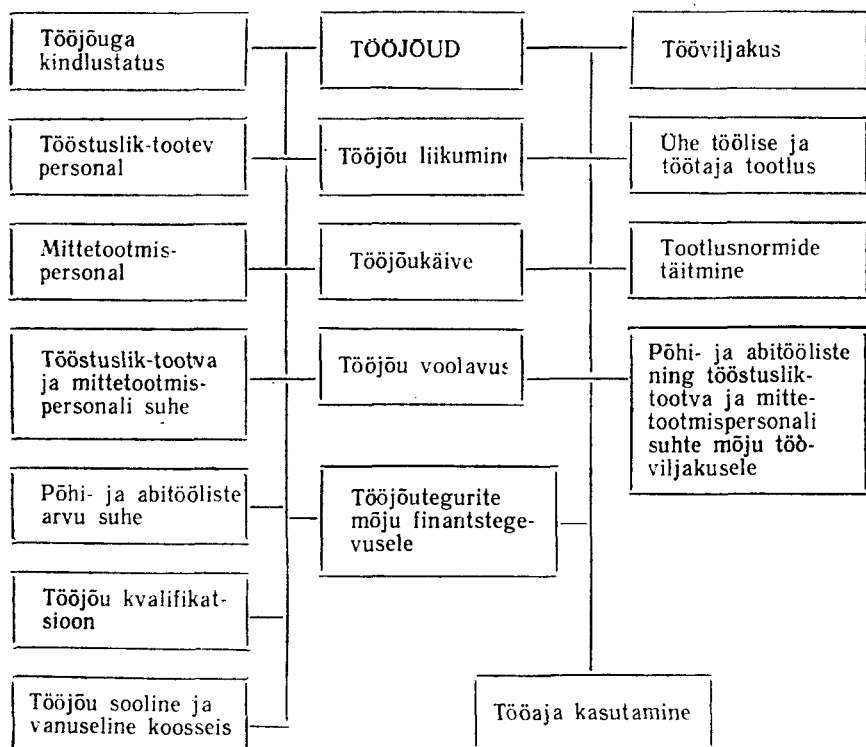 Tööjõuga
kindlustatus
TÖÖJÕUD
Tööviljakus
Tööstuslik-tootev
personal
Tööjõu liikumine
Ühe töölise ja
töötaja tootlus
Mittetootmis-
personal
Tööjõukäive
Tootlusnormide
täitmine
Tööstuslik-tootva
ja mittetootmis-
personali suhe
Tööjõu voolavus
Põhi- ja abitööliste
ning tööstuslik-
tootva ja mitte-
tootmispersonali
suhte mõju töö-
viljakusele
Põhi- ja abitööliste
arvu suhe
Tööjõutegurite
mõju finantstege-
vusele
Tööjõu kvalifikat-
sioon
Tööjõu sooline ja
vanuseline koosseis
Tööaja kasutamine